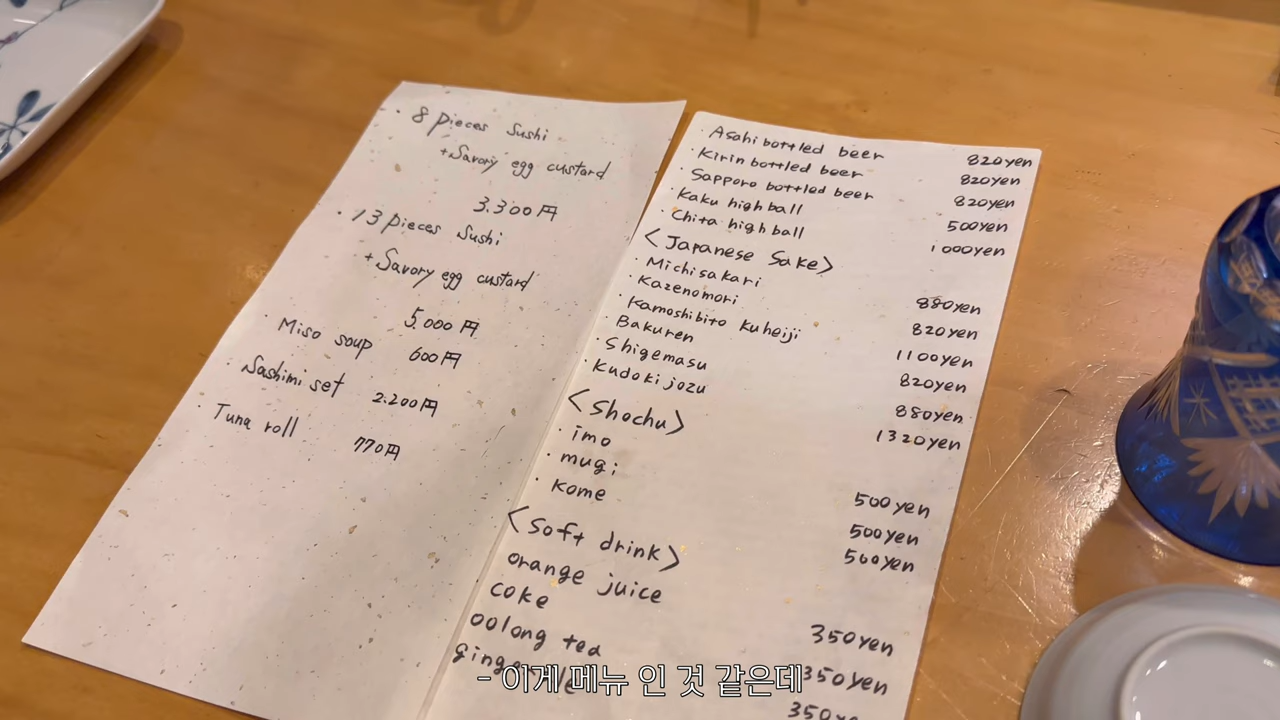 · 8 Pieces Sushi
+Savory egg custard
3.300円
· 13 Pieces Sushi
+Savory egg custard
5.000円
· Miso soup 600円
· Sashimi set 2.200円
· Tuna roll 770円
· Asahi bottled beer 820yen
· Kirin bottled beer 820yen
· Sapporo bottled beer 820yen
· Kaku highball 500yen
· Chita highball 1000yen
<Japanese Sake>
· Michisakari 880yen
· Kazenomori 820yen
· Kamoshibito Kuheiji 1100yen
· Bakuren 820yen
· Shigemasu 880yen
· Kudoki jozu 1320yen
<Shochu>
· imo 500yen
· mugi 500yen
· Kome 500yen
<Soft drink>
orange juice 350yen
coke 350yen
oolong tea 350y
- 이게 메뉴 인 것 같은데